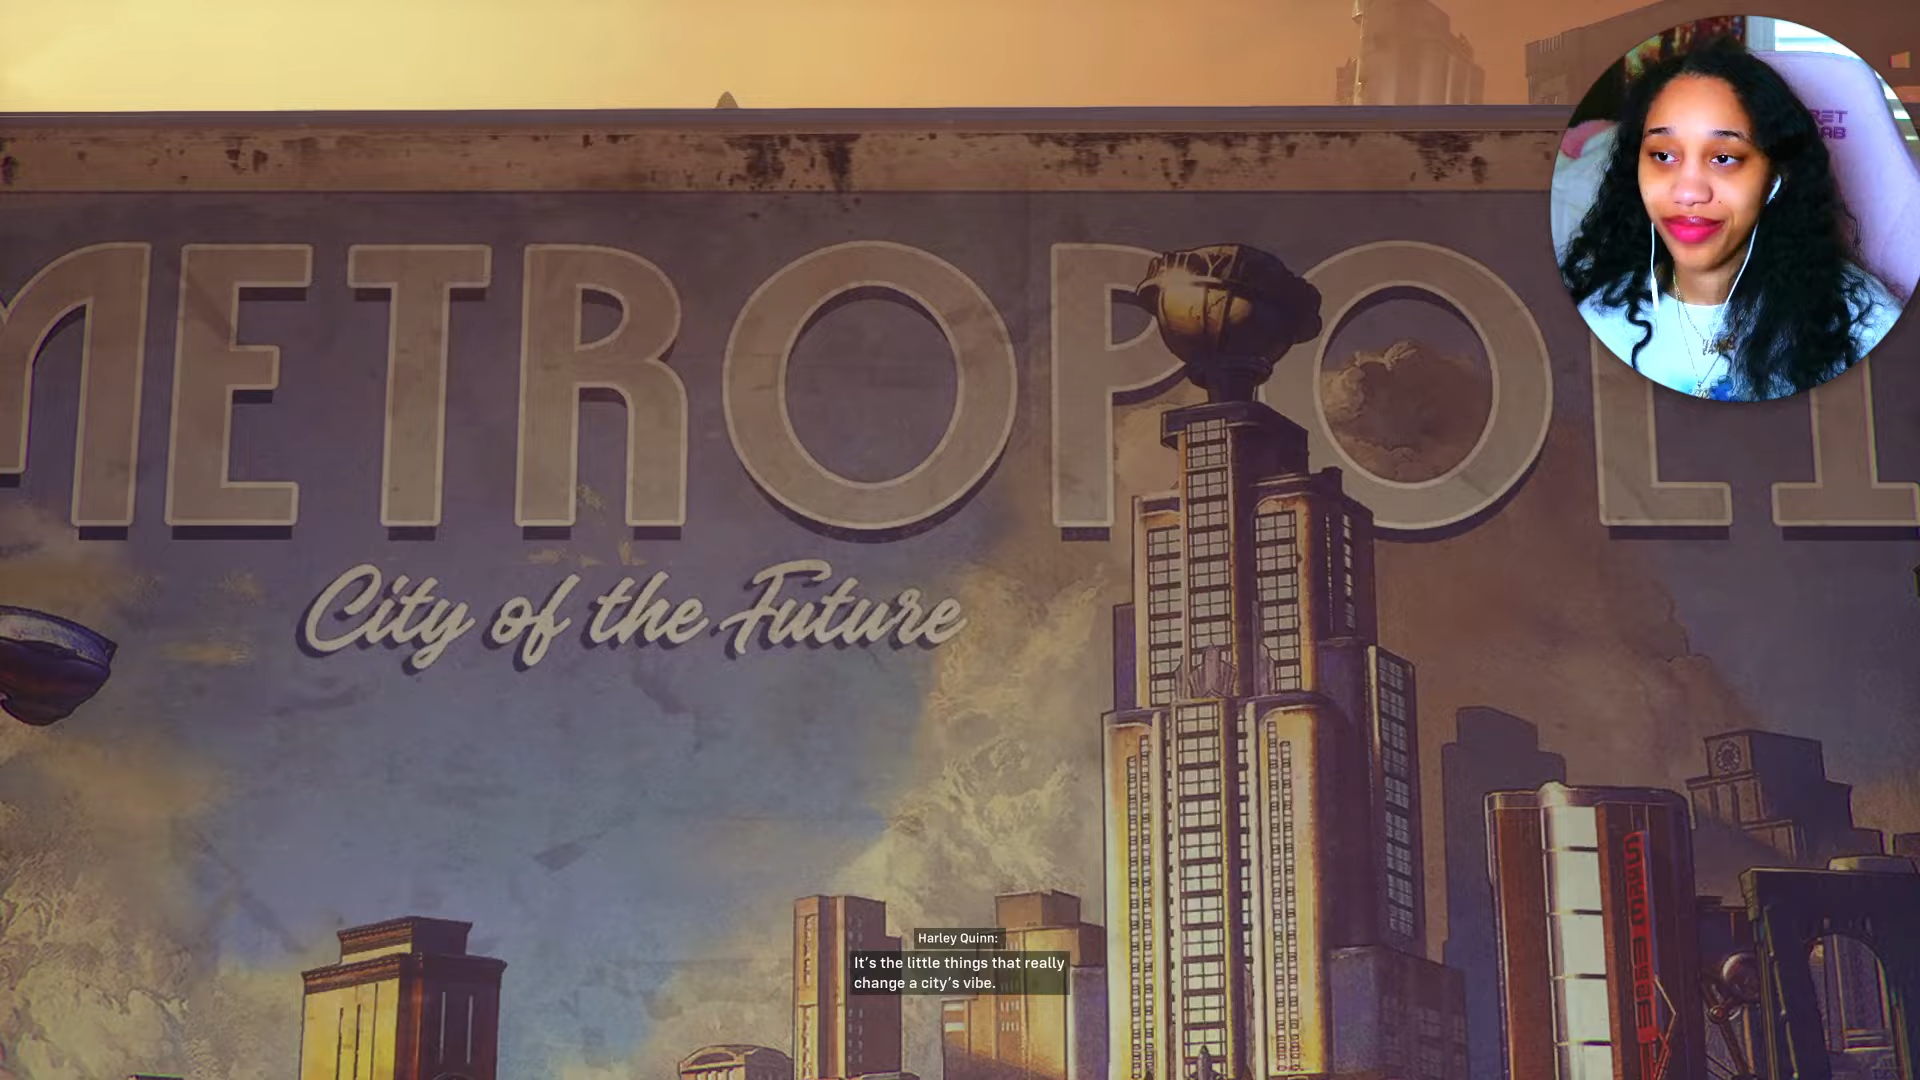 METROPOLI
City of the Future
Harley Quinn:
It's the little things that really
change a city's vibe.